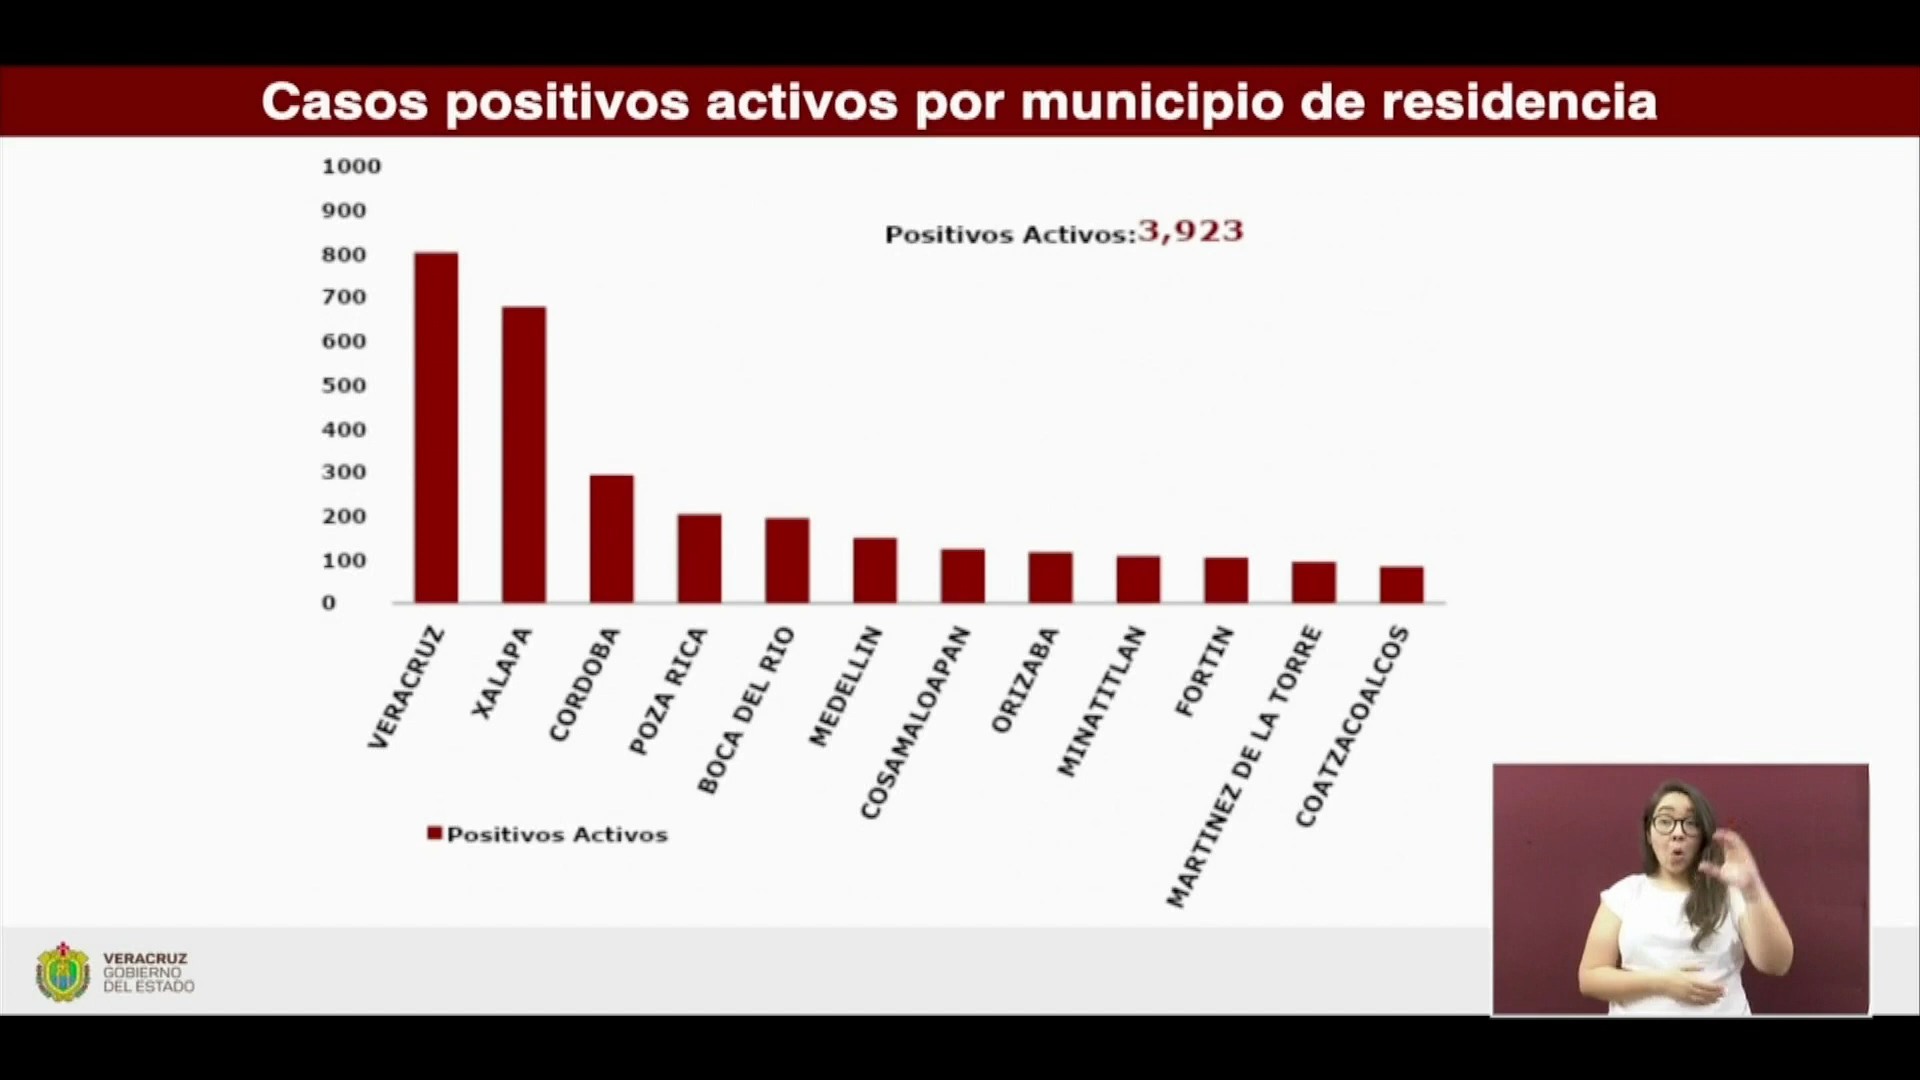 Casos positivos activos por municipio de residencia
1000
900
800
700
600
500
400
300
200
100
0
Positivos Activos:3,923
VERACRUZ
XALAPA
CORDOBA
POZA RICA
BOCA DEL RIO
MEDELLIN
COSAMALOAPAN
ORIZABA
MINATITLAN
FORTIN
MARTINEZ DE LA TORRE
COATZACOALCOS
Positivos Activos
VERACRUZ
GOBIERNO
DEL ESTADO